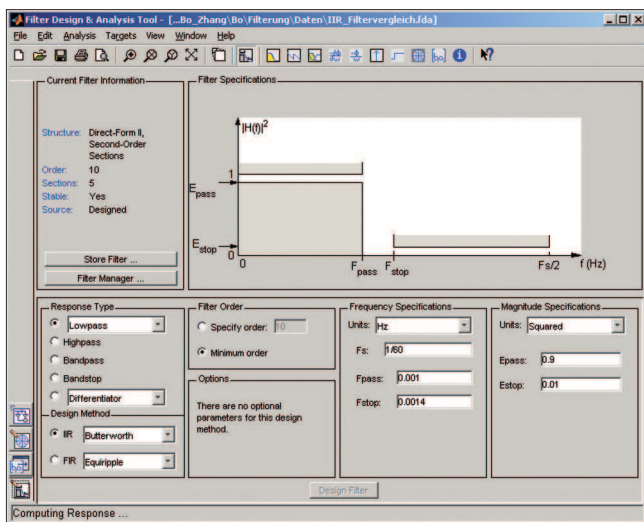 Filter Design & Analysis Tool - [...Bo_Zhang\Bo\Filterung\Daten\IIR_Filtervergleich.fda]
File Edit Analysis Targets View Window Help
Current Filter Information
Structure: Direct-Form II,
Second-Order
Sections
Order: 10
Sections: 5
Stable: Yes
Source: Designed
Store Filter ...
Filter Manager ...
Filter Specifications
|H(f)|²
1
E pass
E stop
0
0
F pass
F stop
Fs/2
f (Hz)
Response Type
Lowpass
Highpass
Bandpass
Bandstop
Differentiator
Design Method
IIR Butterworth
FIR Equiripple
Filter Order
Specify order: 10
Minimum order
Options
There are no optional
parameters for this design
method.
Frequency Specifications
Units: Hz
Fs: 1/60
Fpass: 0.001
Fstop: 0.0014
Magnitude Specifications
Units: Squared
Epass: 0.9
Estop: 0.01
Design Filter
Computing Response ...